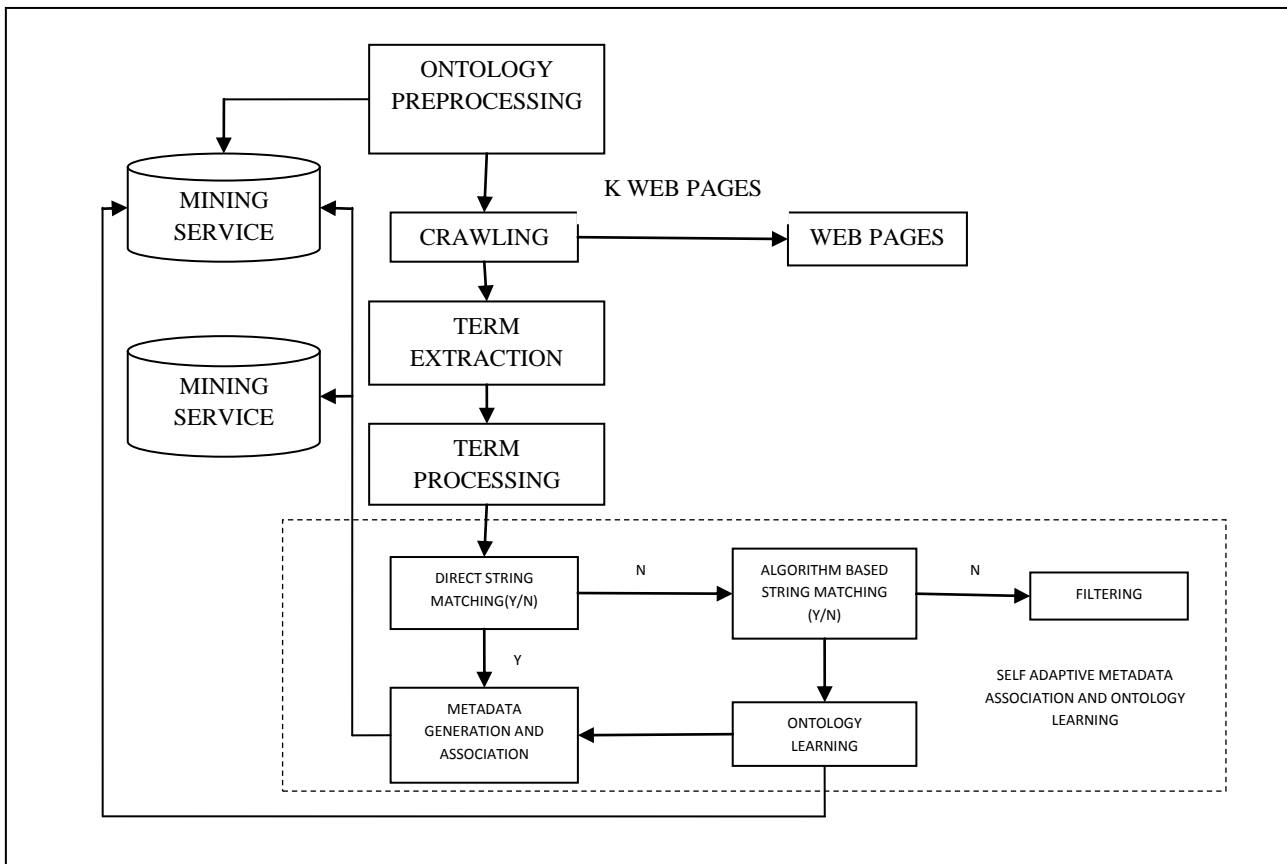 ONTOLOGY
PREPROCESSING
K WEB PAGES
MINING
SERVICE
CRAWLING
WEB PAGES
TERM
EXTRACTION
MINING
SERVICE
TERM
PROCESSING
DIRECT STRING
MATCHING(Y/N)
N
ALGORITHM BASED
STRING MATCHING
(Y/N)
N
FILTERING
Y
SELF ADAPTIVE METADATA
ASSOCIATION AND ONTOLOGY
LEARNING
METADATA
GENERATION AND
ASSOCIATION
ONTOLOGY
LEARNING